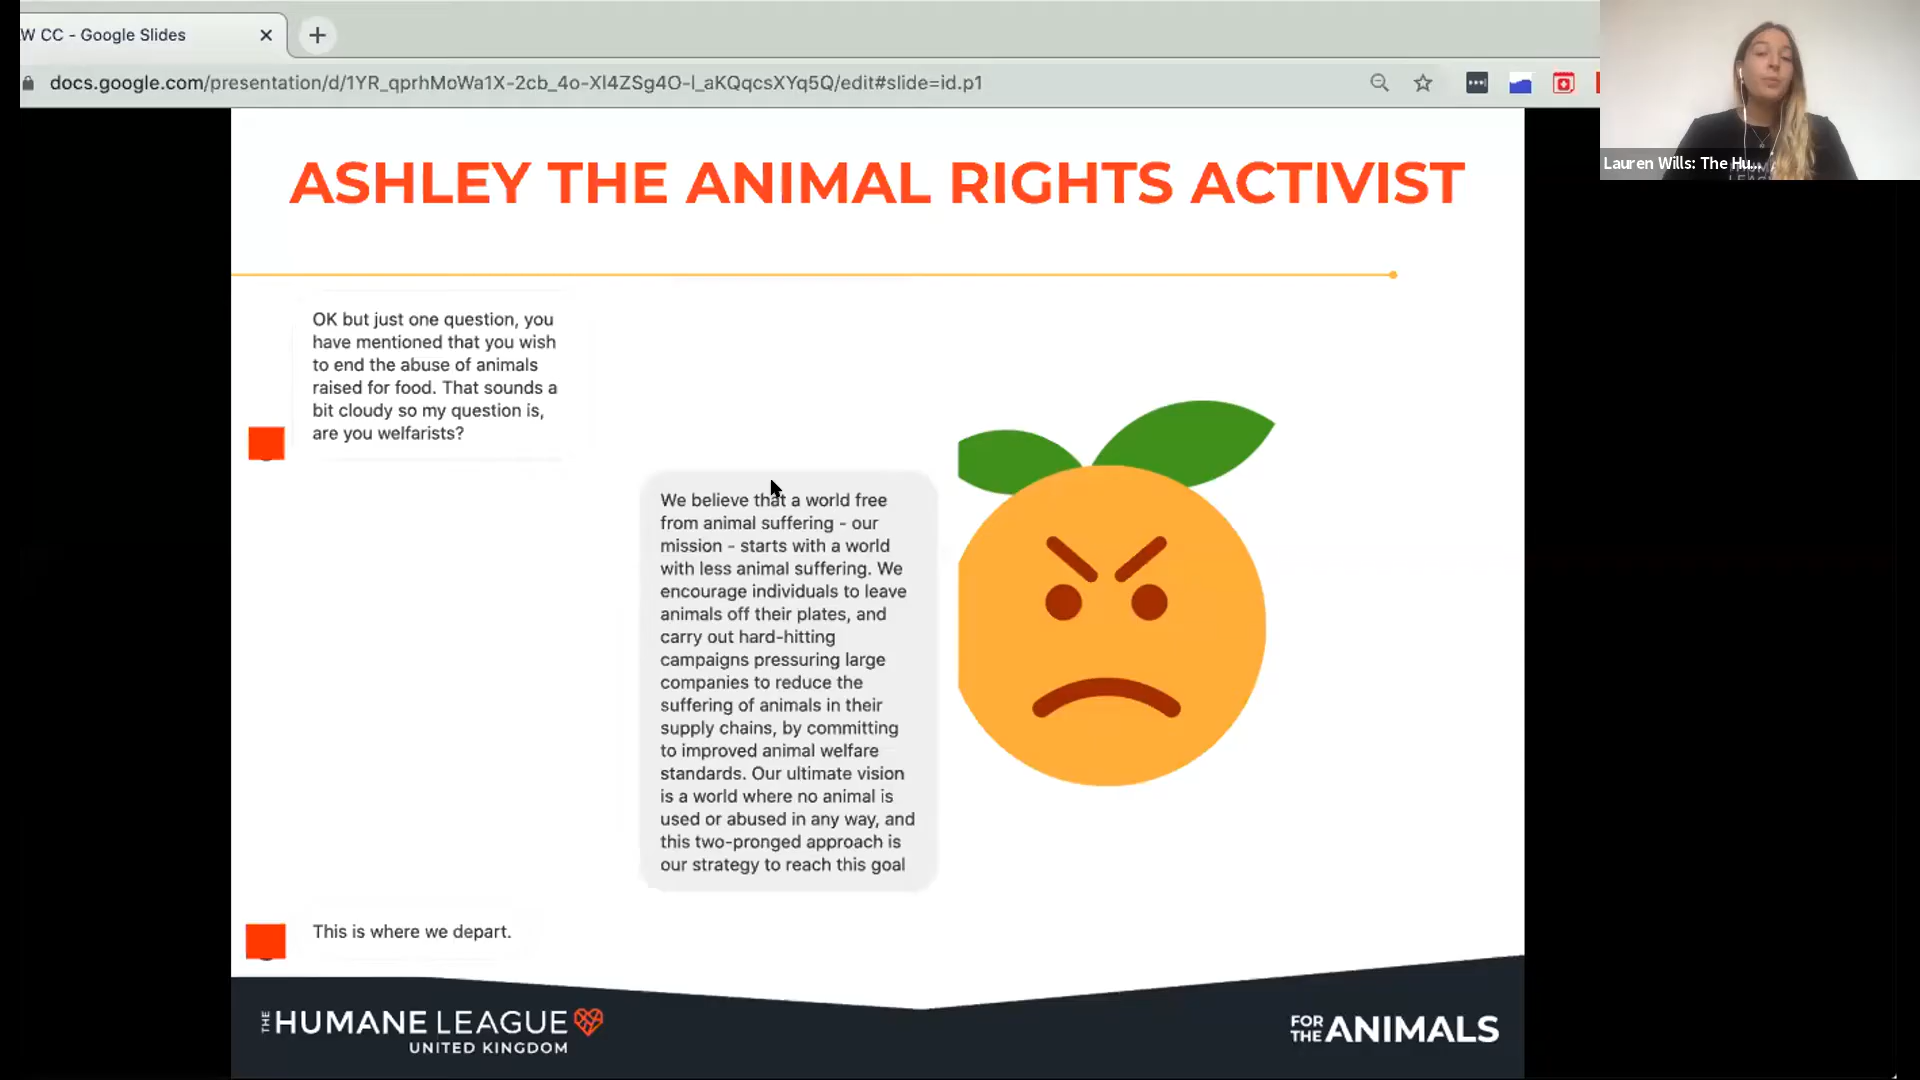 W CC - Google Slides
docs.google.com/presentation/d/1YR_qprhMoWa1X-2cb_4o-Xl4ZSg4O-l_aKQqcsXYq5Q/edit#slide=id.p1
Lauren Wills: The Hu...
ASHLEY THE ANIMAL RIGHTS ACTIVIST
OK but just one question, you
have mentioned that you wish
to end the abuse of animals
raised for food. That sounds a
bit cloudy so my question is,
are you welfarists?
We believe that a world free
from animal suffering - our
mission - starts with a world
with less animal suffering. We
encourage individuals to leave
animals off their plates, and
carry out hard-hitting
campaigns pressuring large
companies to reduce the
suffering of animals in their
supply chains, by committing
to improved animal welfare
standards. Our ultimate vision
is a world where no animal is
used or abused in any way, and
this two-pronged approach is
our strategy to reach this goal
This is where we depart.
THE HUMANE LEAGUE
UNITED KINGDOM
FOR THE ANIMALS